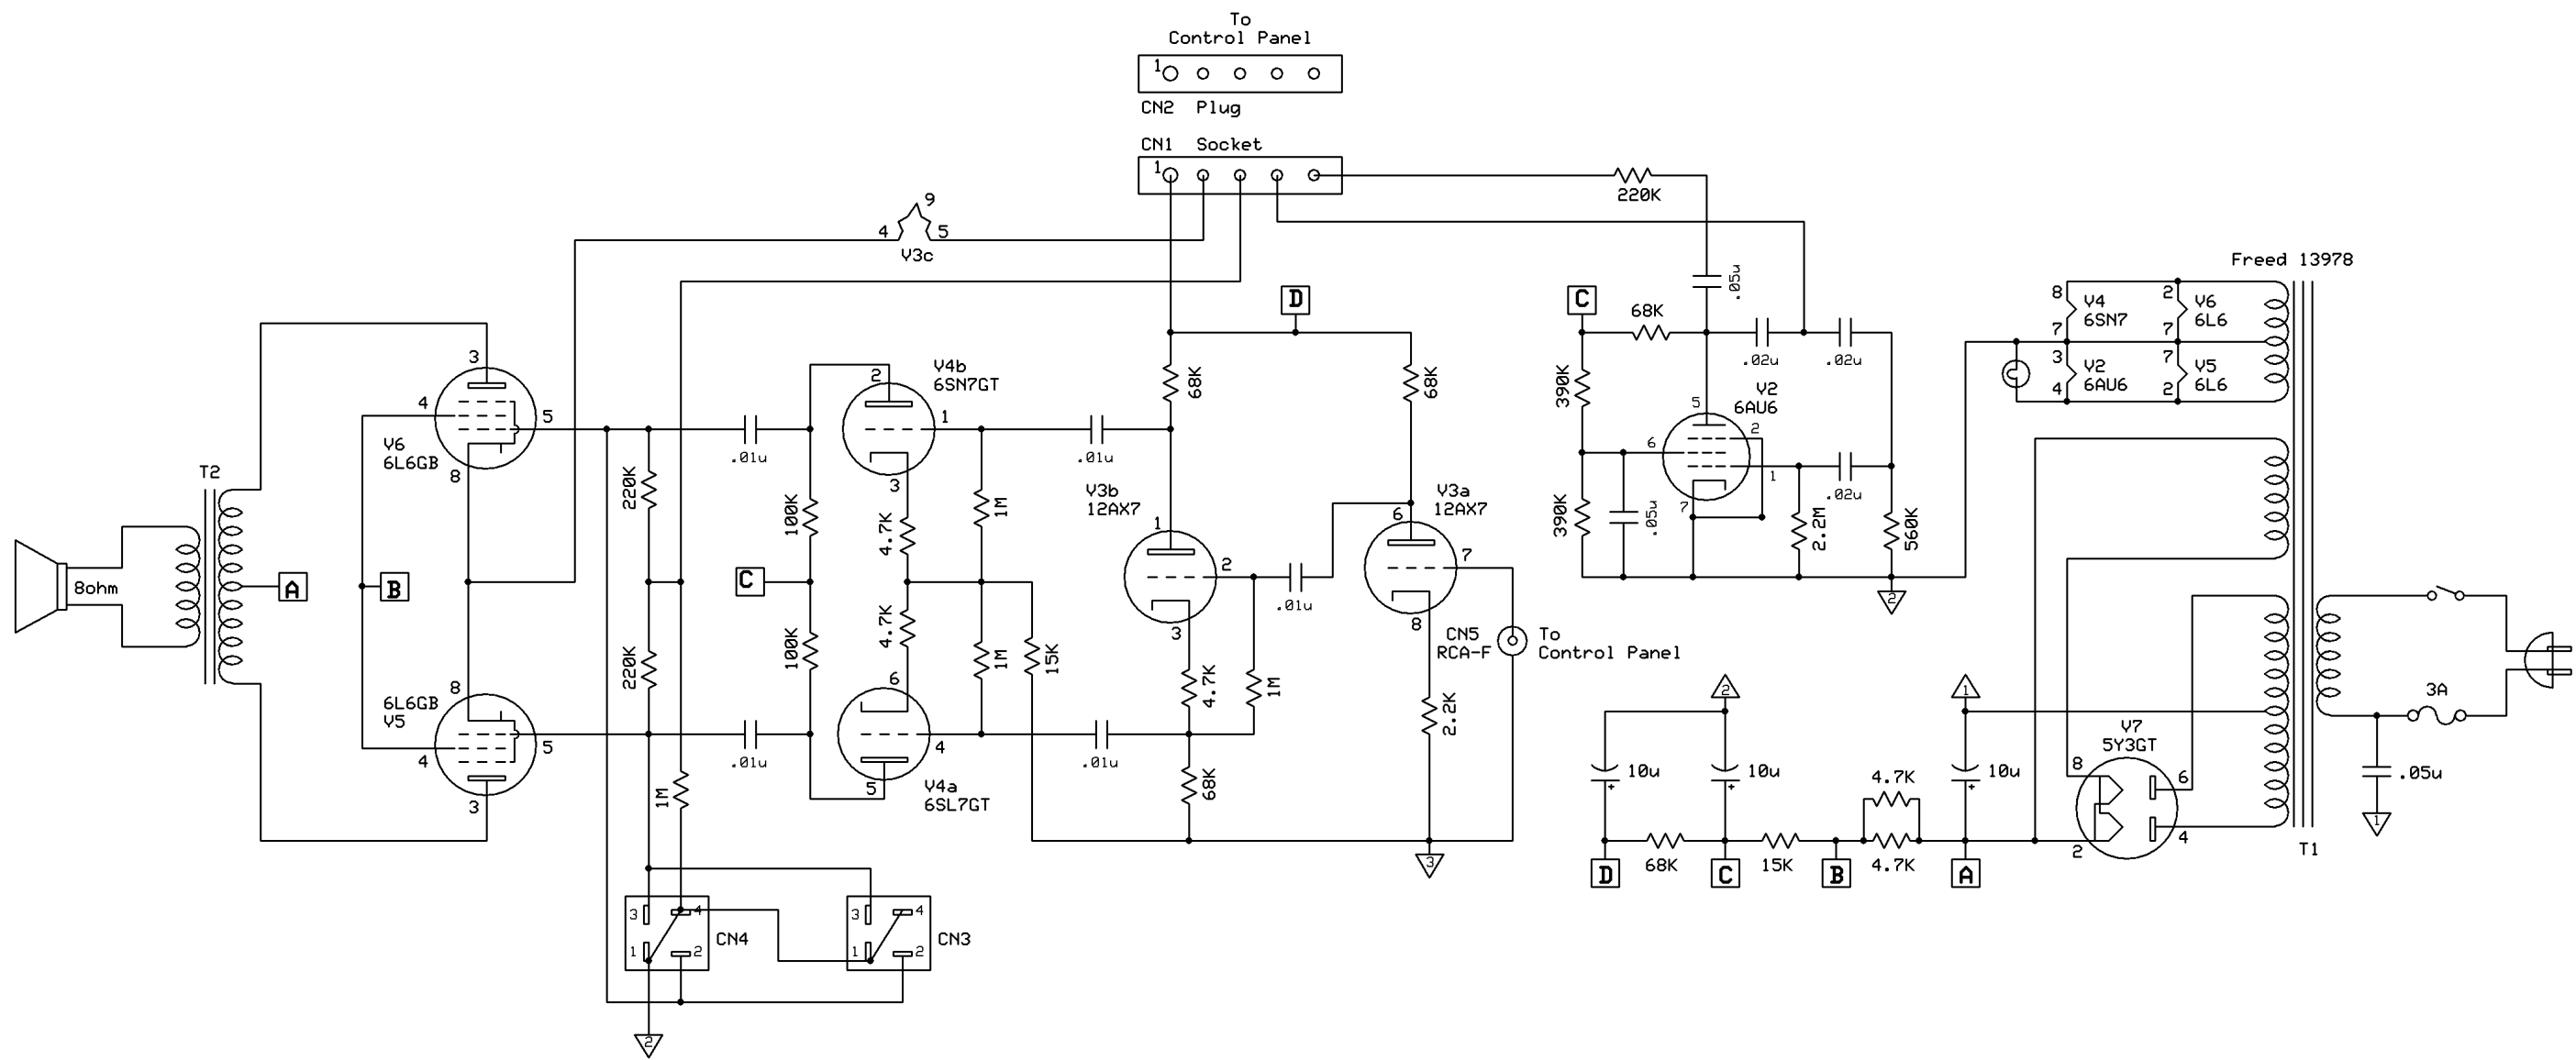 To
Control Panel
1
CN2 Plug
CN1 Socket
1
220K
9
4
5
V3c
Freed 13978
.05u
D
C
68K
8
V4
6SN7
2
V6
6L6
7
7
3
V2
6AU6
4
7
V5
6L6
2
3
4
5
V6
6L6GB
8
V4b
6SN7GT
2
1
3
.01u
.01u
68K
68K
390K
.02u
.02u
V2
6AU6
5
2
6
1
7
.02u
390K
.05u
2.2M
560K
2
T2
220K
100K
4.7K
1M
V3b
12AX7
1
2
3
V3a
12AX7
6
7
8
.01u
8ohm
A
B
C
6L6GB
V5
8
5
4
3
220K
100K
4.7K
1M
15K
6
4
5
V4a
6SL7GT
.01u
.01u
4.7K
1M
68K
2.2K
CN5
RCA-F
To
Control Panel
3
1M
2
1
3A
V7
5Y3GT
8
6
2
4
10u
10u
4.7K
10u
.05u
1
68K
15K
4.7K
T1
D
C
B
A
3
4
1
2
CN4
3
4
1
2
CN3
2